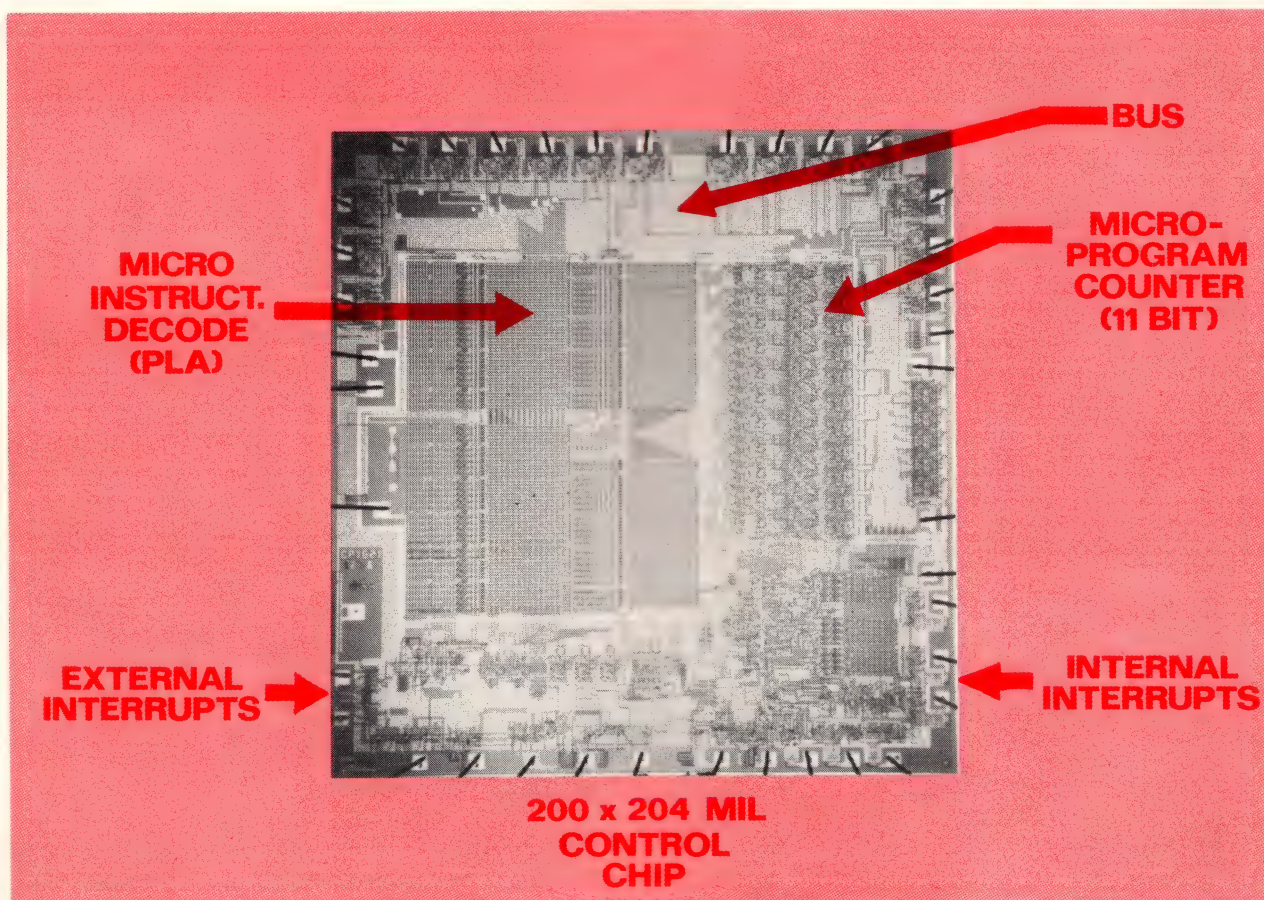 BUS
MICRO-
PROGRAM
COUNTER
(11 BIT)
MICRO
INSTRUCT.
DECODE
(PLA)
EXTERNAL
INTERRUPTS
INTERNAL
INTERRUPTS
200 x 204 MIL
CONTROL
CHIP